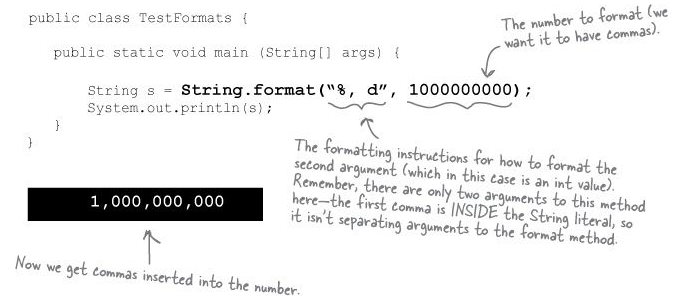 public class TestFormats {
The number to format (we
want it to have commas).
public static void main (String[] args) {
String s = String.format(“%, d”, 1000000000);
System.out.println(s);
}
}
The formatting instructions for how to format the
second argument (which in this case is an int value).
Remember, there are only two arguments to this method
here—the first comma is INSIDE the String literal, so
it isn't separating arguments to the format method.
1,000,000,000
Now we get commas inserted into the number.